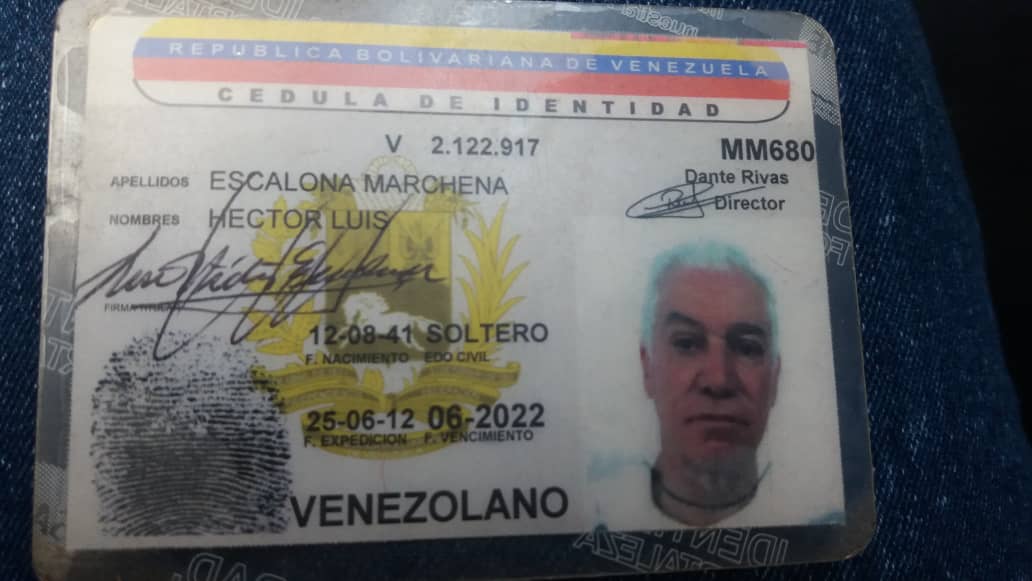 REPUBLICA BOLIVARIANA DE VENEZUELA
CEDULA DE IDENTIDAD
V 2.122.917
MM680
APELLIDOS ESCALONA MARCHENA
Dante Rivas
Director
NOMBRES HECTOR LUIS
FIRMA TITULAR
12-08-41 SOLTERO
F. NACIMIENTO EDO CIVIL
25-06-12 06-2022
F. EXPEDICION F. VENCIMIENTO
VENEZOLANO